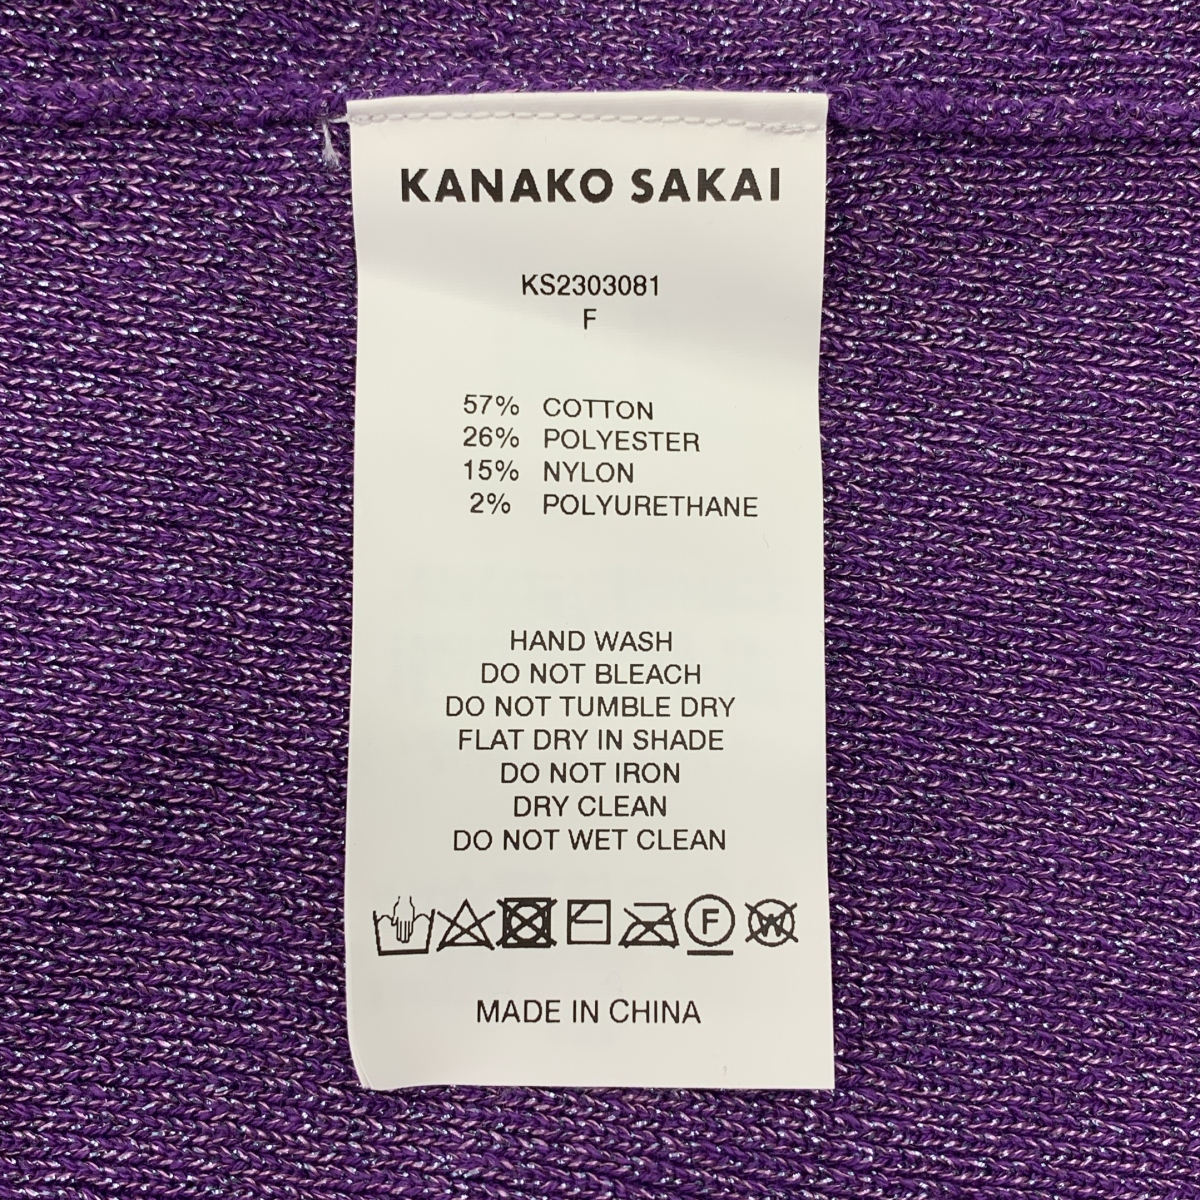 KANAKO SAKAI
KS2303081
F
57% COTTON
26% POLYESTER
15% NYLON
2% POLYURETHANE
HAND WASH
DO NOT BLEACH
DO NOT TUMBLE DRY
FLAT DRY IN SHADE
DO NOT IRON
DRY CLEAN
DO NOT WET CLEAN
F W
MADE IN CHINA